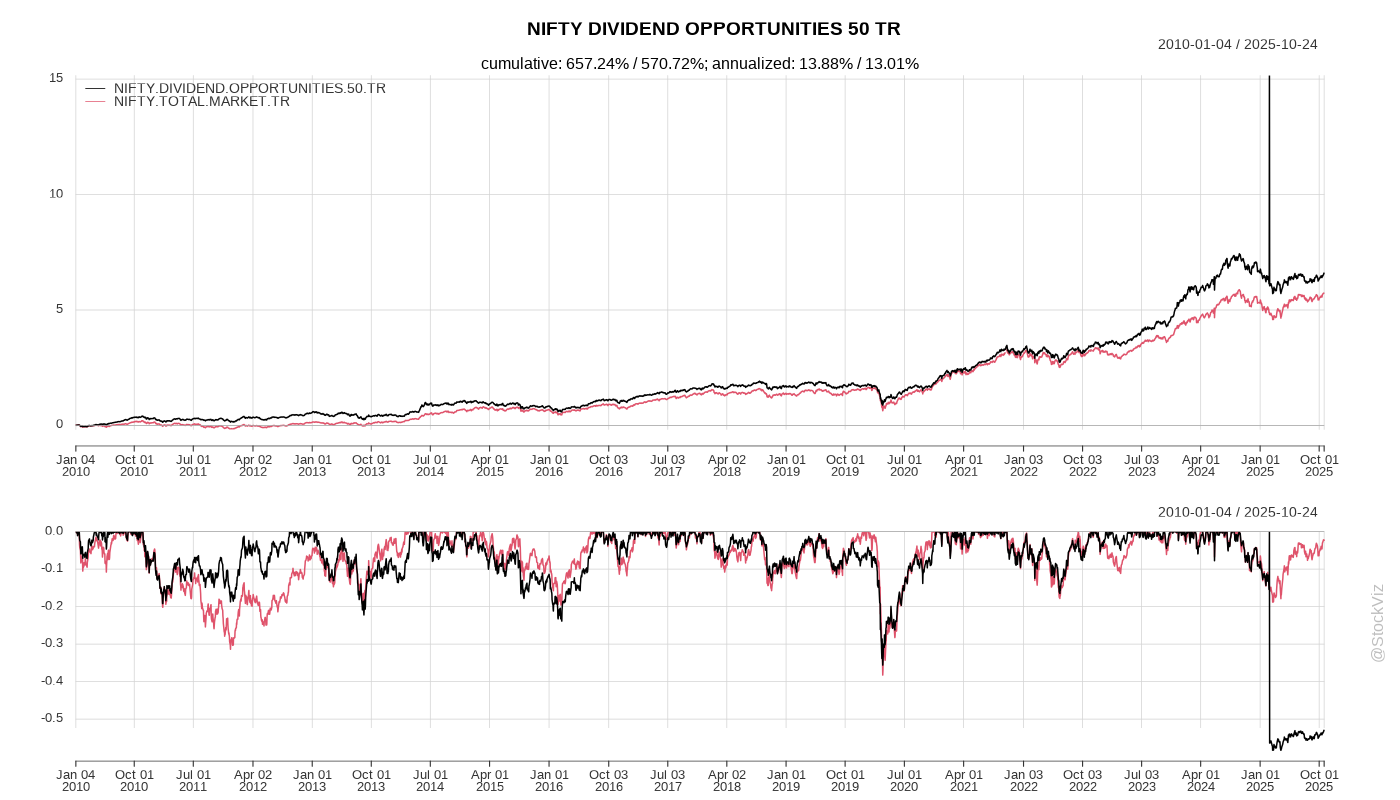 NIFTY DIVIDEND OPPORTUNITIES 50 TR
2010-01-04 / 2025-10-24
cumulative: 657.24% / 570.72%; annualized: 13.88% / 13.01%
NIFTY.DIVIDEND.OPPORTUNITIES.50.TR
NIFTY.TOTAL.MARKET.TR
15
10
5
0
Jan 04 Oct 01 Jul 01 Apr 02 Jan 01 Oct 01 Jul 01 Apr 01 Jan 01 Oct 03 Jul 03 Apr 02 Jan 01 Oct 01 Jul 01 Apr 01 Jan 03 Oct 03 Jul 03 Apr 01 Jan 01 Oct 01
2010 2010 2011 2012 2013 2013 2014 2015 2016 2016 2017 2018 2019 2019 2020 2021 2022 2022 2023 2024 2025 2025
2010-01-04 / 2025-10-24
0.0
-0.1
-0.2
-0.3
-0.4
-0.5
Jan 04 Oct 01 Jul 01 Apr 02 Jan 01 Oct 01 Jul 01 Apr 01 Jan 01 Oct 03 Jul 03 Apr 02 Jan 01 Oct 01 Jul 01 Apr 01 Jan 03 Oct 03 Jul 03 Apr 01 Jan 01 Oct 01
2010 2010 2011 2012 2013 2013 2014 2015 2016 2016 2017 2018 2019 2019 2020 2021 2022 2022 2023 2024 2025 2025
@StockViz